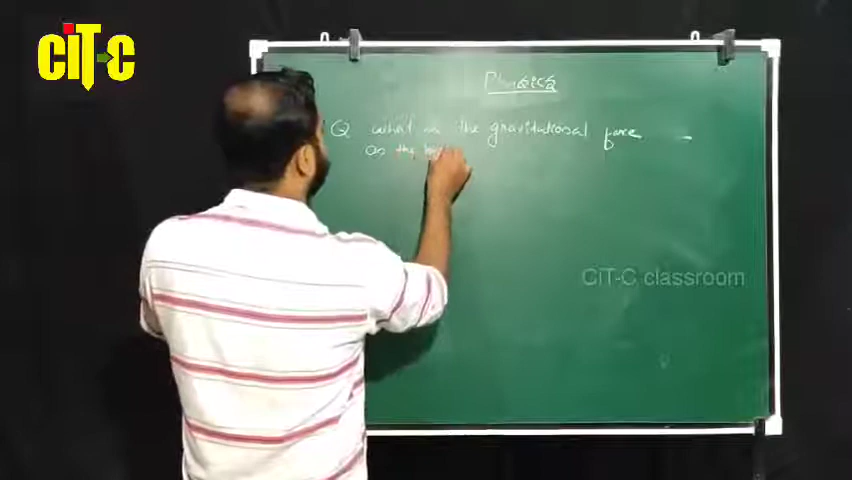 CiT-C
Physics
Q what is the gravitational force —
on the
CiT-C classroom